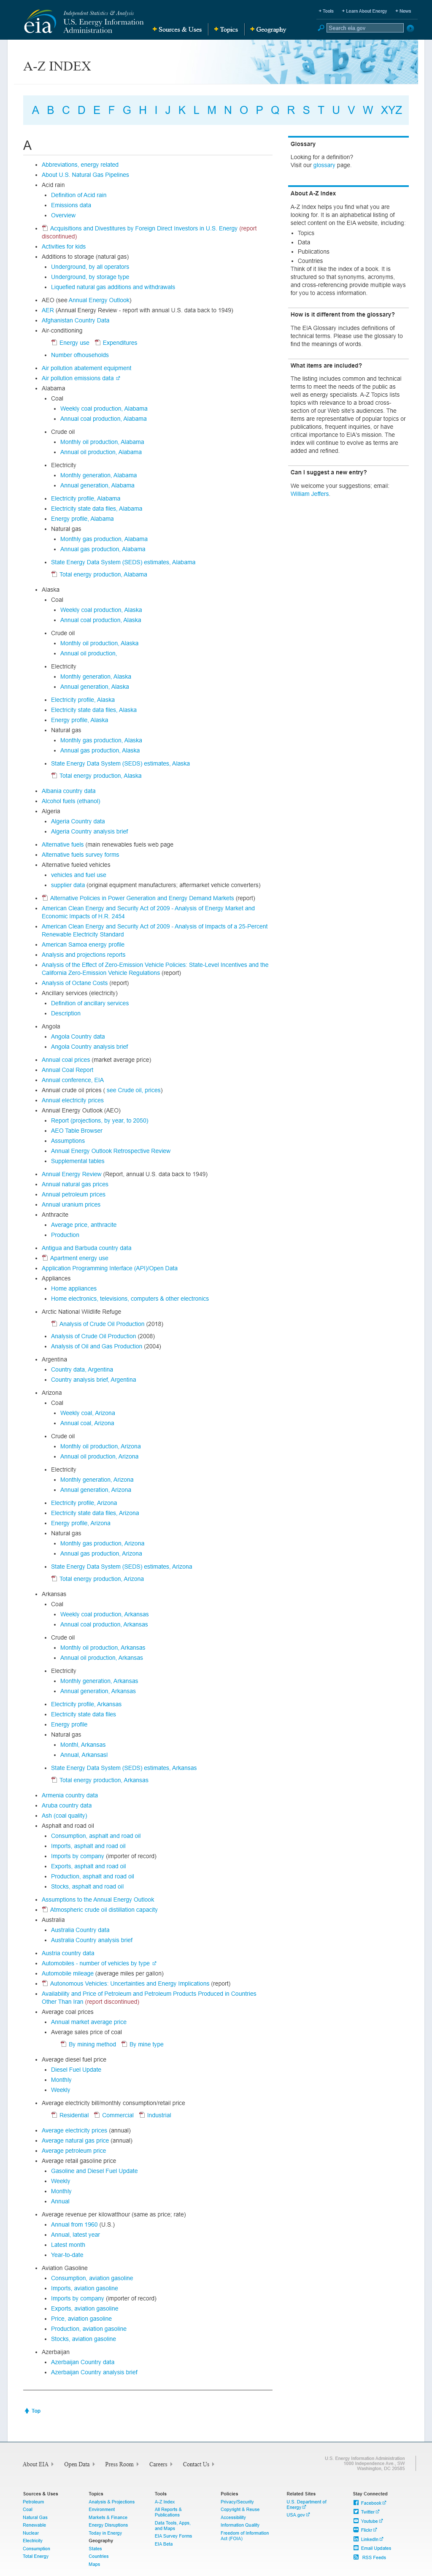 Independent Statistics & Analysis
eia U.S. Energy Information
Administration
+ Sources & Uses + Topics + Geography
+ Tools + Learn About Energy + News
Search eia.gov
A-Z INDEX
A B C D E F G H I J K L M N O P Q R S T U V W XYZ
A
Abbreviations, energy related
About U.S. Natural Gas Pipelines
Acid rain
Definition of Acid rain
Emissions data
Overview
Acquisitions and Divestitures by Foreign Direct Investors in U.S. Energy (report
discontinued)
Activities for kids
Additions to storage (natural gas)
Underground, by all operators
Underground, by storage type
Liquefied natural gas additions and withdrawals
AEO (see Annual Energy Outlook)
AER (Annual Energy Review - report with annual U.S. data back to 1949)
Afghanistan Country Data
Air-conditioning
Energy use Expenditures
Number ofhouseholds
Air pollution abatement equipment
Air pollution emissions data
Alabama
Coal
Weekly coal production, Alabama
Annual coal production, Alabama
Crude oil
Monthly oil production, Alabama
Annual oil production, Alabama
Electricity
Monthly generation, Alabama
Annual generation, Alabama
Electricity profile, Alabama
Electricity state data files, Alabama
Energy profile, Alabama
Natural gas
Monthly gas production, Alabama
Annual gas production, Alabama
State Energy Data System (SEDS) estimates, Alabama
Total energy production, Alabama
Alaska
Coal
Weekly coal production, Alaska
Annual coal production, Alaska
Crude oil
Monthly oil production, Alaska
Annual oil production,
Electricity
Monthly generation, Alaska
Annual generation, Alaska
Electricity profile, Alaska
Electricity state data files, Alaska
Energy profile, Alaska
Natural gas
Monthly gas production, Alaska
Annual gas production, Alaska
State Energy Data System (SEDS) estimates, Alaska
Total energy production, Alaska
Albania country data
Alcohol fuels (ethanol)
Algeria
Algeria Country data
Algeria Country analysis brief
Alternative fuels (main renewables fuels web page
Alternative fuels survey forms
Alternative fueled vehicles
vehicles and fuel use
supplier data (original equipment manufacturers; aftermarket vehicle converters)
Alternative Policies in Power Generation and Energy Demand Markets (report)
American Clean Energy and Security Act of 2009 - Analysis of Energy Market and
Economic Impacts of H.R. 2454
American Clean Energy and Security Act of 2009 - Analysis of Impacts of a 25-Percent
Renewable Electricity Standard
American Samoa energy profile
Analysis and projections reports
Analysis of the Effect of Zero-Emission Vehicle Policies: State-Level Incentives and the
California Zero-Emission Vehicle Regulations (report)
Analysis of Octane Costs (report)
Ancillary services (electricity)
Definition of ancillary services
Description
Angola
Angola Country data
Angola Country analysis brief
Annual coal prices (market average price)
Annual Coal Report
Annual conference, EIA
Annual crude oil prices ( see Crude oil, prices)
Annual electricity prices
Annual Energy Outlook (AEO)
Report (projections, by year, to 2050)
AEO Table Browser
Assumptions
Annual Energy Outlook Retrospective Review
Supplemental tables
Annual Energy Review (Report, annual U.S. data back to 1949)
Annual natural gas prices
Annual petroleum prices
Annual uranium prices
Anthracite
Average price, anthracite
Production
Antigua and Barbuda country data
Apartment energy use
Application Programming Interface (API)/Open Data
Appliances
Home appliances
Home electronics, televisions, computers & other electronics
Arctic National Wildlife Refuge
Analysis of Crude Oil Production (2018)
Analysis of Crude Oil Production (2008)
Analysis of Oil and Gas Production (2004)
Argentina
Country data, Argentina
Country analysis brief, Argentina
Arizona
Coal
Weekly coal, Arizona
Annual coal, Arizona
Crude oil
Monthly oil production, Arizona
Annual oil production, Arizona
Electricity
Monthly generation, Arizona
Annual generation, Arizona
Electricity profile, Arizona
Electricity state data files, Arizona
Energy profile, Arizona
Natural gas
Monthly gas production, Arizona
Annual gas production, Arizona
State Energy Data System (SEDS) estimates, Arizona
Total energy production, Arizona
Arkansas
Coal
Weekly coal production, Arkansas
Annual coal production, Arkansas
Crude oil
Monthly oil production, Arkansas
Annual oil production, Arkansas
Electricity
Monthly generation, Arkansas
Annual generation, Arkansas
Electricity profile, Arkansas
Electricity state data files
Energy profile
Natural gas
Monthl, Arkansas
Annual, Arkansasl
State Energy Data System (SEDS) estimates, Arkansas
Total energy production, Arkansas
Armenia country data
Aruba country data
Ash (coal quality)
Asphalt and road oil
Consumption, asphalt and road oil
Imports, asphalt and road oil
Imports by company (importer of record)
Exports, asphalt and road oil
Production, asphalt and road oil
Stocks, asphalt and road oil
Assumptions to the Annual Energy Outlook
Atmospheric crude oil distillation capacity
Australia
Australia Country data
Australia Country analysis brief
Austria country data
Automobiles - number of vehicles by type
Automobile mileage (average miles per gallon)
Autonomous Vehicles: Uncertainties and Energy Implications (report)
Availability and Price of Petroleum and Petroleum Products Produced in Countries
Other Than Iran (report discontinued)
Average coal prices
Annual market average price
Average sales price of coal
By mining method By mine type
Average diesel fuel price
Diesel Fuel Update
Monthly
Weekly
Average electricity bill/monthly consumption/retail price
Residential Commercial Industrial
Average electricity prices (annual)
Average natural gas price (annual)
Average petroleum price
Average retail gasoline price
Gasoline and Diesel Fuel Update
Weekly
Monthly
Annual
Average revenue per kilowatthour (same as price, rate)
Annual from 1960 (U.S.)
Annual, latest year
Latest month
Year-to-date
Aviation Gasoline
Consumption, aviation gasoline
Imports, aviation gasoline
Imports by company (importer of record)
Exports, aviation gasoline
Price, aviation gasoline
Production, aviation gasoline
Stocks, aviation gasoline
Azerbaijan
Azerbaijan Country data
Azerbaijan Country analysis brief
Top
Glossary
Looking for a definition?
Visit our glossary page.
About A-Z Index
A-Z Index helps you find what you are
looking for. It is an alphabetical listing of
select content on the EIA website, including:
Topics
Data
Publications
Countries
Think of it like the index of a book. It is
structured so that synonyms, acronyms,
and cross-referencing provide multiple ways
for you to access information.
How is it different from the glossary?
The EIA Glossary includes definitions of
technical terms. Please use the glossary to
find the meanings of words.
What items are included?
The listing includes common and technical
terms to meet the needs of the public as
well as energy specialists. A-Z Topics lists
topics with relevance to a broad cross-
section of our Web site's audiences. The
items are representative of related topics or
popularity, frequent inquiries, or have
critical importance to EIA's mission. The
index will continue to evolve as items are
added and refined.
Can I suggest a new entry?
We welcome your suggestions; email:
William Jeffers.
About EIA Open Data Press Room Careers Contact Us
U.S. Energy Information Administration
1000 Independence Ave., SW
Washington, DC 20585
Sources & Uses
Petroleum
Coal
Natural Gas
Renewable
Nuclear
Electricity
Consumption
Total Energy
Topics
Analysis & Projections
Environment
Markets & Finance
Energy Disruptions
Today in Energy
Geography
States
Countries
Maps
Tools
A-Z Index
All Reports &
Publications
Data Tools, Apps,
and Maps
EIA Survey Forms
EIA Beta
Policies
Privacy/Security
Copyright & Reuse
Accessibility
Information Quality
Freedom of Information
Act (FOIA)
Related Sites
U.S. Department of
Energy
USA.gov
Stay Connected
Facebook
Twitter
Youtube
Flickr
LinkedIn
Email Updates
RSS Feeds